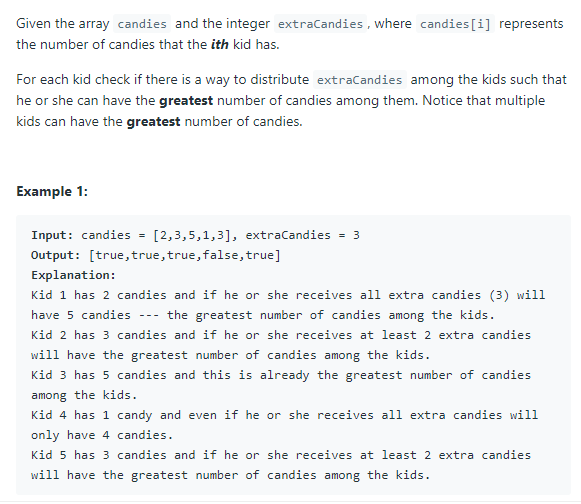 Given the array candies and the integer extraCandies , where candies[i] represents
the number of candies that the ith kid has.
For each kid check if there is a way to distribute extraCandies among the kids such that
he or she can have the greatest number of candies among them. Notice that multiple
kids can have the greatest number of candies.
Example 1:
Input: candies = [2,3,5,1,3], extraCandies = 3
Output: [true,true,true,false,true]
Explanation:
Kid 1 has 2 candies and if he or she receives all extra candies (3) will
have 5 candies --- the greatest number of candies among the kids.
Kid 2 has 3 candies and if he or she receives at least 2 extra candies
will have the greatest number of candies among the kids.
Kid 3 has 5 candies and this is already the greatest number of candies
among the kids.
Kid 4 has 1 candy and even if he or she receives all extra candies will
only have 4 candies.
Kid 5 has 3 candies and if he or she receives at least 2 extra candies
will have the greatest number of candies among the kids.